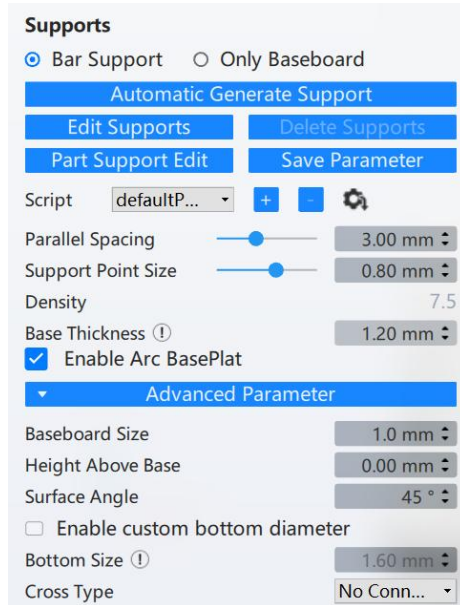 Supports
Bar Support Only Baseboard
Automatic Generate Support
Edit Supports Delete Supports
Part Support Edit Save Parameter
Script defaultP... + -
Parallel Spacing 3.00 mm
Support Point Size 0.80 mm
Density 7.5
Base Thickness 1.20 mm
Enable Arc BasePlat
Advanced Parameter
Baseboard Size 1.0 mm
Height Above Base 0.00 mm
Surface Angle 45 °
Enable custom bottom diameter
Bottom Size 1.60 mm
Cross Type No Conn...